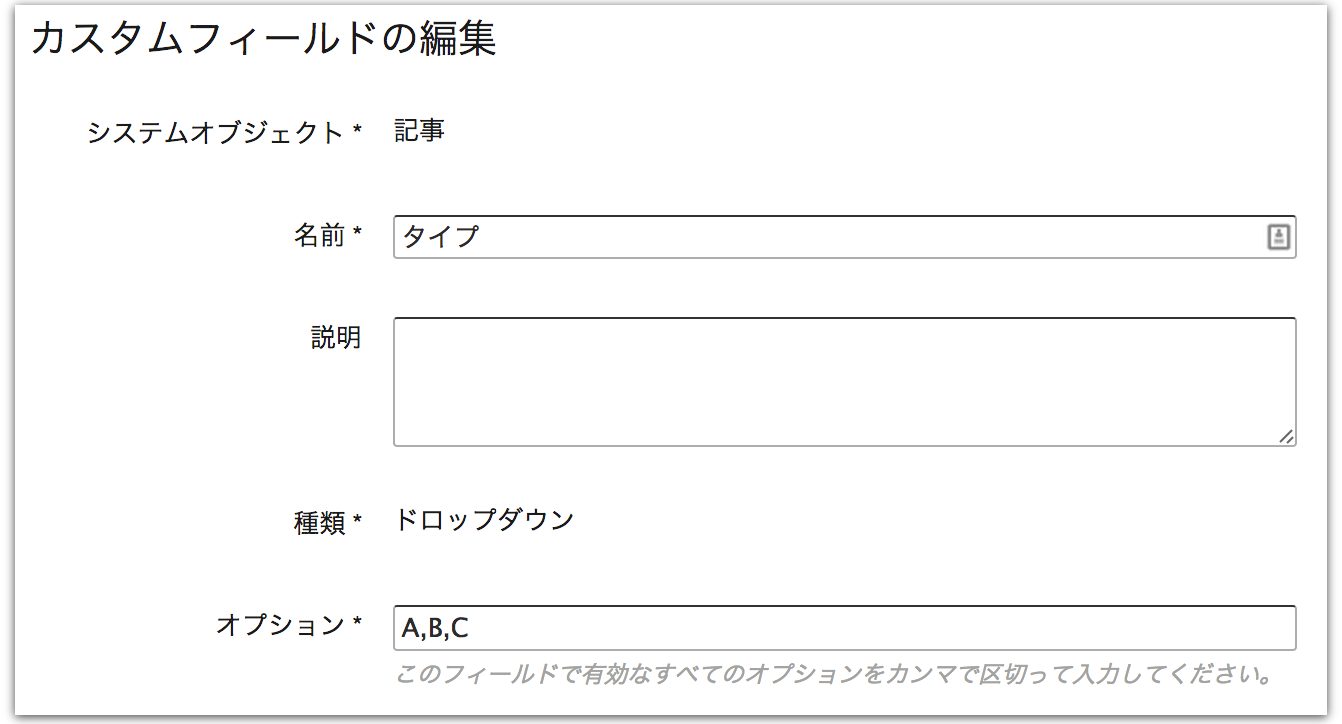 カスタムフィールドの編集
システムオブジェクト * 記事
名前 * タイプ
説明
種類 * ドロップダウン
オプション * A,B,C
このフィールドで有効なすべてのオプションをカンマで区切って入力してください。